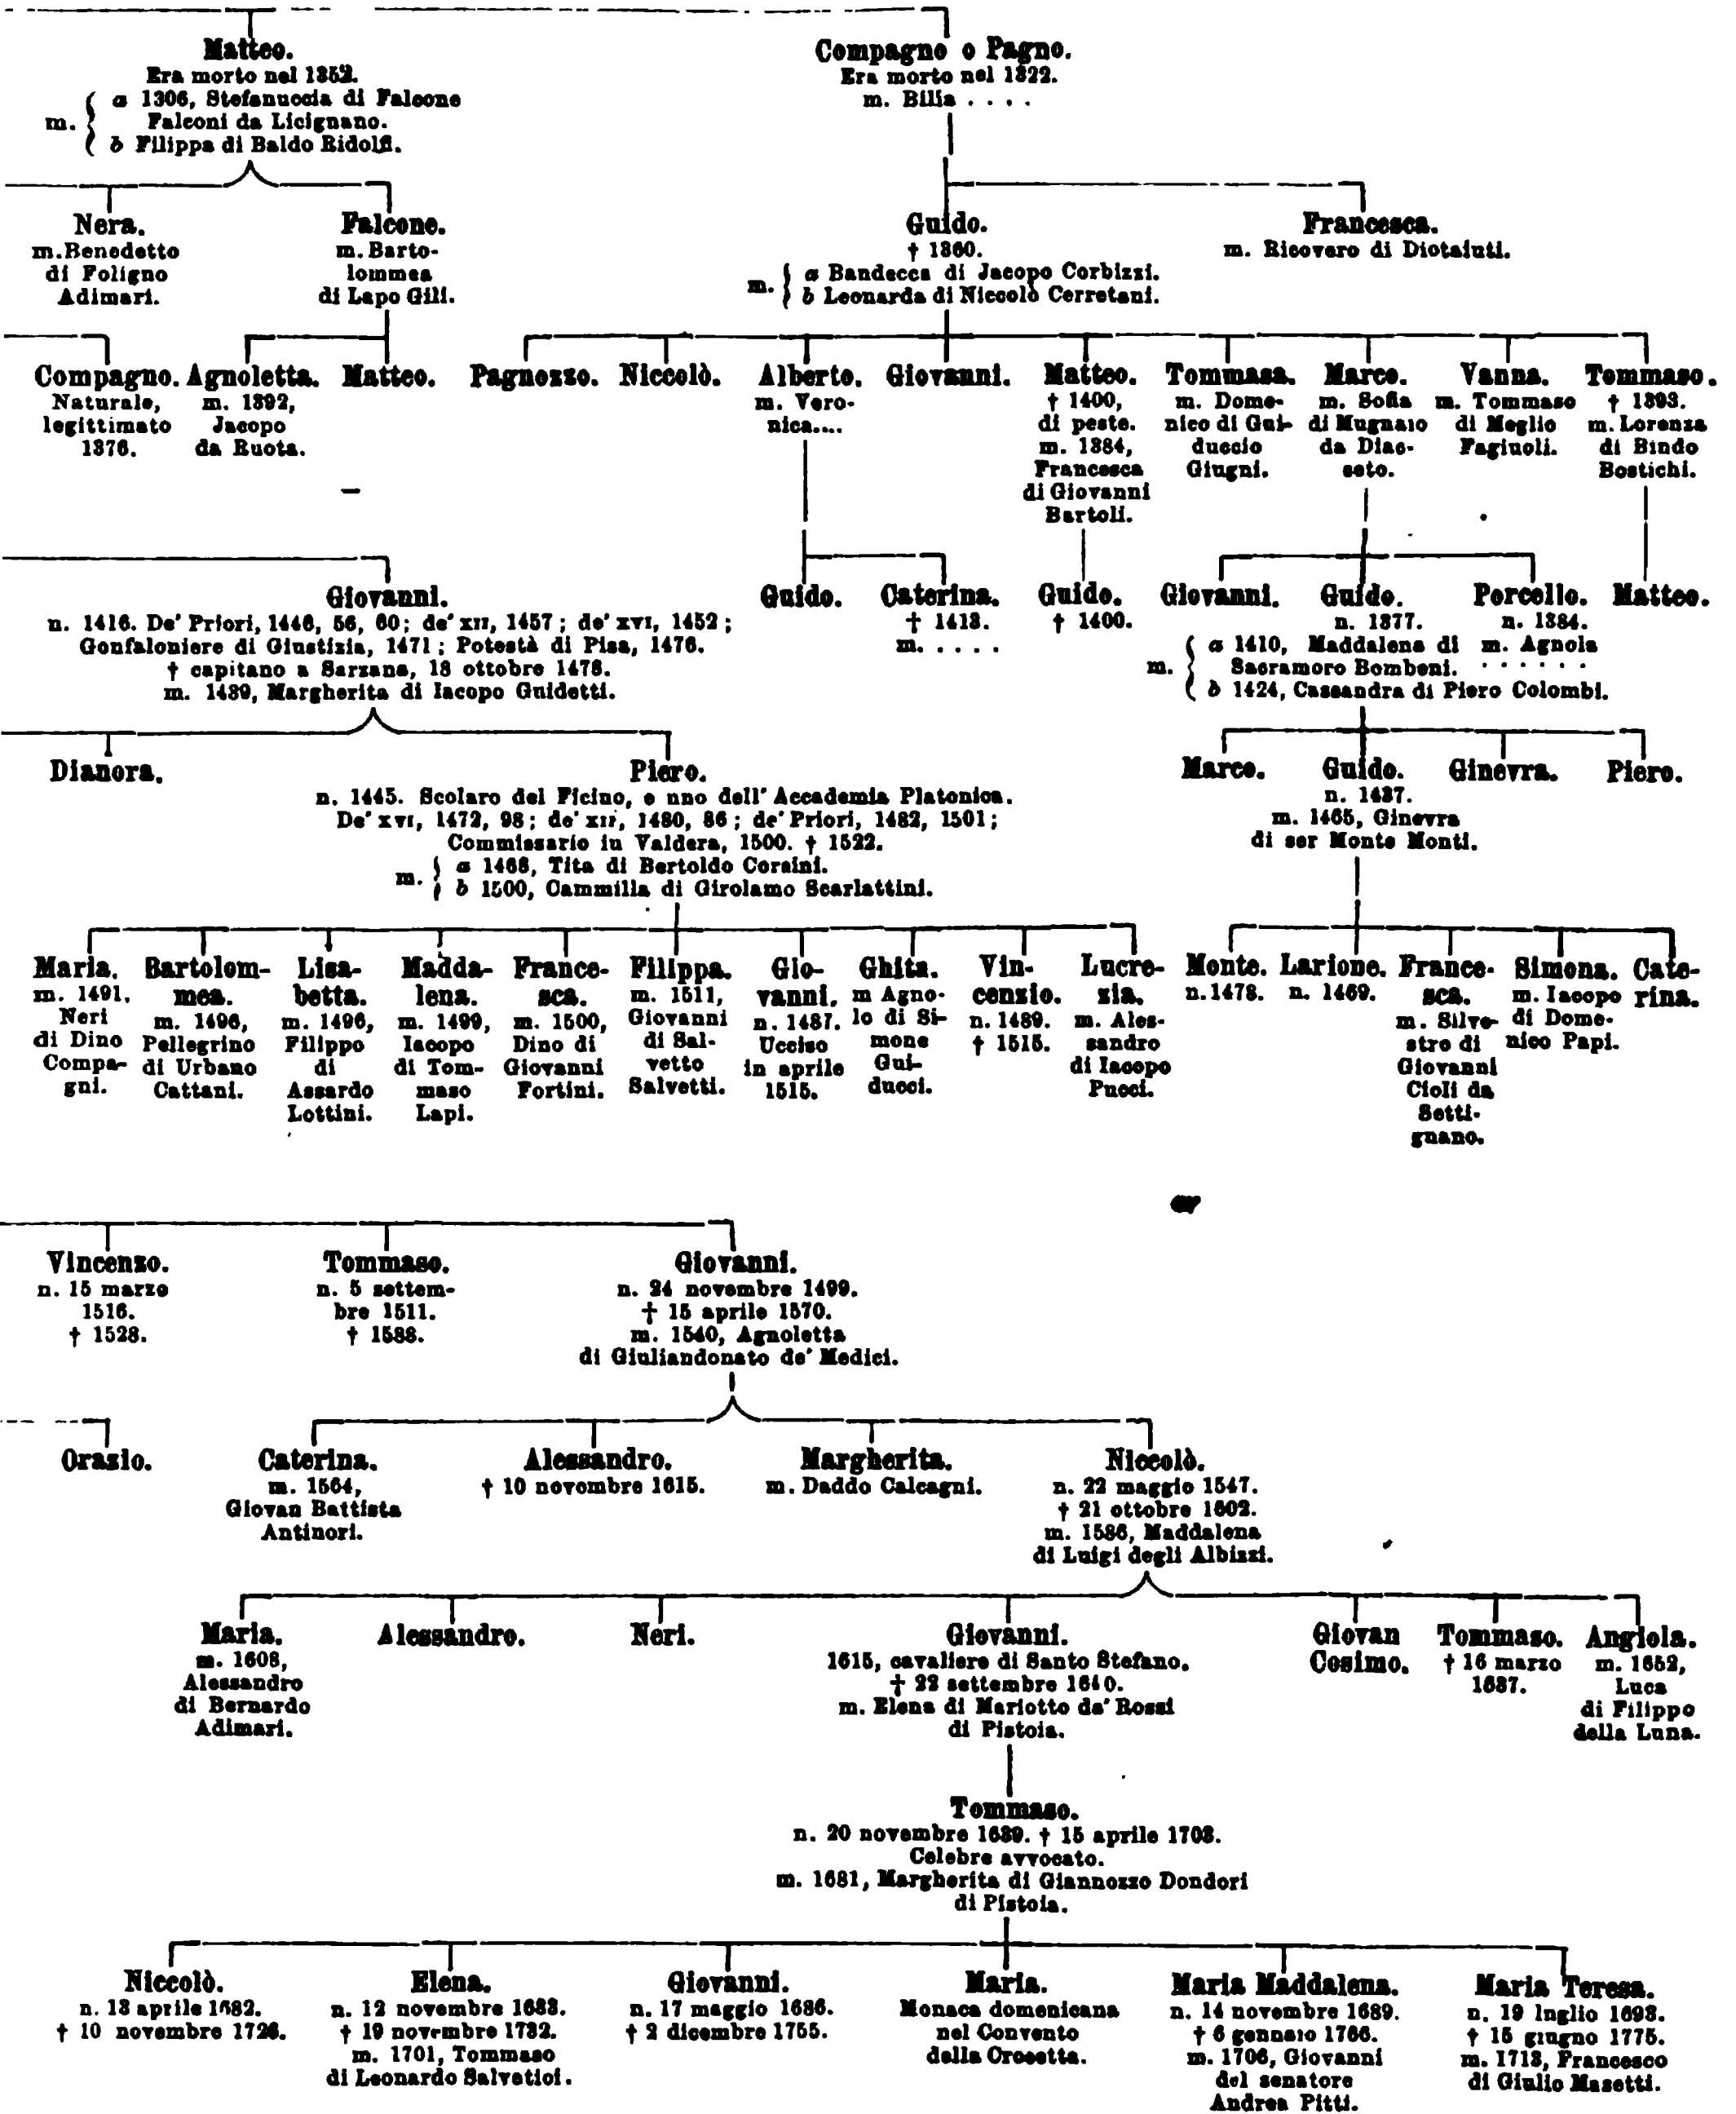 Matteo.
Era morto nel 1352.
m. { a 1306, Stefanuccia di Falcone
Falconi da Licignano.
b Filippa di Baldo Ridolfi.
Compagno o Pagno.
Era morto nel 1322.
m. Bilia . . . .
Nera.
m. Benedetto
di Foligno
Adimari.
Falcone.
m. Barto-
lommea
di Lapo Gili.
Guido.
† 1360.
m. { a Bandecca di Jacopo Corbizzi.
b Leonarda di Niccolò Cerretani.
Francesca.
m. Ricovero di Diotaiuti.
Compagno.
Naturale,
legittimato
1376.
Agnoletta.
m. 1392,
Jacopo
da Ruota.
Matteo.
Pagnozzo.
Niccolò.
Alberto.
m. Vero-
nica....
Giovanni.
Matteo.
† 1400,
di peste.
m. 1384,
Francesca
di Giovanni
Bartoli.
Tommasa.
m. Dome-
nico di Gui-
duccio
Giugni.
Marco.
m. Sofia
di Mugnaio
da Diac-
ceto.
Vanna.
m. Tommaso
di Meglio
Fagiuoli.
Tommaso.
† 1393.
m. Lorenza
di Bindo
Bostichi.
Giovanni.
n. 1416. De' Priori, 1446, 56, 60; de' XII, 1457; de' XVI, 1452;
Gonfaloniere di Giustizia, 1471; Potestà di Pisa, 1476.
† capitano a Sarzana, 18 ottobre 1478.
m. 1439, Margherita di Iacopo Guidetti.
Guido.
Caterina.
† 1413.
m. . . . .
Guido.
† 1400.
Giovanni.
Guido.
n. 1377.
m. { a 1410, Maddalena di
Sacramoro Bombeni.
b 1424, Cassandra di Piero Colombi.
Porcello.
n. 1384.
m. Agnola
. . . . . .
Matteo.
Dianora.
Piero.
n. 1445. Scolaro del Ficino, e uno dell' Accademia Platonica.
De' XVI, 1472, 98; de' XII, 1480, 86; de' Priori, 1482, 1501;
Commissario in Valdera, 1500. † 1522.
m. { a 1468, Tita di Bertoldo Corsini.
b 1500, Cammilla di Girolamo Scarlattini.
Marco.
Guido.
n. 1437.
m. 1465, Ginevra
di ser Monte Monti.
Ginevra.
Piero.
Maria.
m. 1491,
Neri
di Dino
Compa-
gni.
Bartolom-
mea.
m. 1496,
Pellegrino
di Urbano
Cattani.
Lisa-
betta.
m. 1496,
Filippo
di
Assardo
Lottini.
Madda-
lena.
m. 1499,
Iacopo
di Tom-
maso
Lapi.
France-
sca.
m. 1500,
Dino di
Giovanni
Fortini.
Filippa.
m. 1511,
Giovanni
di Sal-
vetto
Salvetti.
Gio-
vanni.
n. 1487.
Ucciso
in aprile
1515.
Ghita.
m Agno-
lo di Si-
mone
Gui-
ducci.
Vin-
cenzio.
n. 1489.
† 1515.
Lucre-
zia.
m. Ales-
sandro
di Iacopo
Pucci.
Monte.
n. 1478.
Larione.
n. 1469.
France-
sca.
m. Silve-
stro di
Giovanni
Cioli da
Setti-
gnano.
Simona.
m. Iacopo
di Dome-
nico Papi.
Cate-
rina.
Vincenzo.
n. 15 marzo
1516.
† 1528.
Tommaso.
n. 5 settem-
bre 1511.
† 1588.
Giovanni.
n. 24 novembre 1499.
† 15 aprile 1570.
m. 1540, Agnoletta
di Giuliandonato de' Medici.
Orazio.
Caterina.
m. 1564,
Giovan Battista
Antinori.
Alessandro.
† 10 novembre 1615.
Margherita.
m. Daddo Calcagni.
Niccolò.
n. 22 maggio 1547.
† 21 ottobre 1602.
m. 1586, Maddalena
di Luigi degli Albizzi.
Maria.
m. 1608,
Alessandro
di Bernardo
Adimari.
Alessandro.
Neri.
Giovanni.
1615, cavaliere di Santo Stefano.
† 22 settembre 1640.
m. Elena di Mariotto da' Rossi
di Pistoia.
Giovan
Cosimo.
Tommaso.
† 16 marzo
1637.
Angiola.
m. 1652,
Luca
di Filippo
della Luna.
Tommaso.
n. 20 novembre 1639. † 15 aprile 1703.
Celebre avvocato.
m. 1681, Margherita di Giannozzo Dondori
di Pistoia.
Niccolò.
n. 13 aprile 1682.
† 10 novembre 1726.
Elena.
n. 12 novembre 1683.
† 19 novembre 1732.
m. 1701, Tommaso
di Leonardo Salvetici.
Giovanni.
n. 17 maggio 1686.
† 2 dicembre 1755.
Maria.
Monaca domenicana
nel Convento
della Crocetta.
Maria Maddalena.
n. 14 novembre 1689.
† 6 gennaio 1766.
m. 1706, Giovanni
del senatore
Andrea Pitti.
Maria Teresa.
n. 19 luglio 1693.
† 15 giugno 1775.
m. 1713, Francesco
di Giulio Masetti.